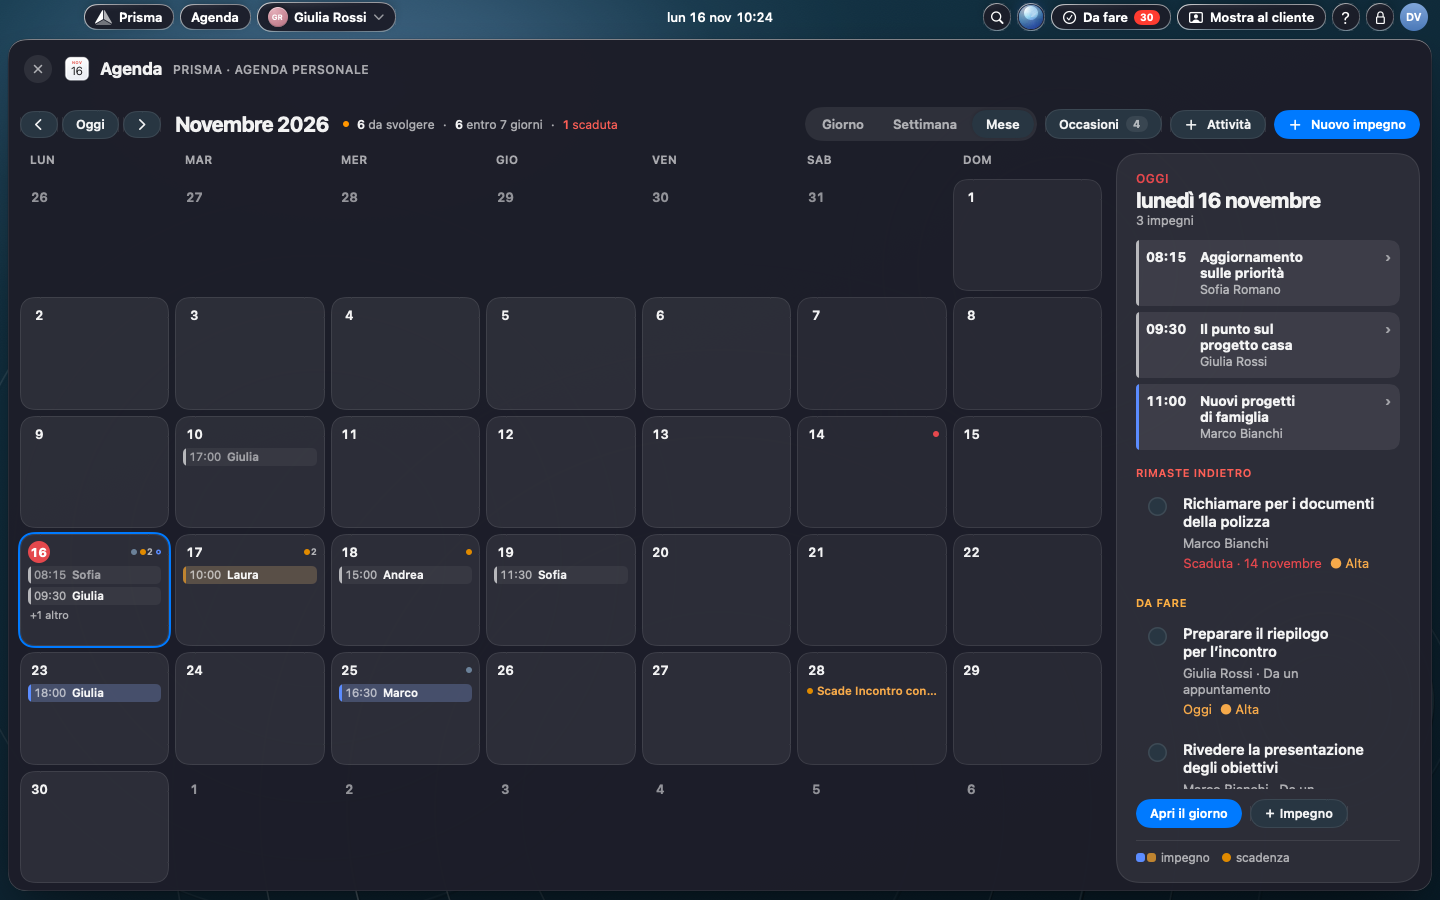 Prisma
Agenda
GR Giulia Rossi
lun 16 nov 10:24
Da fare 30
Mostra al cliente
?
DV
NOV
16
Agenda PRISMA · AGENDA PERSONALE
Oggi
Novembre 2026
6 da svolgere · 6 entro 7 giorni · 1 scaduta
Giorno Settimana Mese
Occasioni 4
+ Attività
+ Nuovo impegno
LUN MAR MER GIO VEN SAB DOM
26 27 28 29 30 31 1
2 3 4 5 6 7 8
9 10 11 12 13 14 15
17:00 Giulia
16 2 17 2 18 19 20 21 22
08:15 Sofia 10:00 Laura 15:00 Andrea 11:30 Sofia
09:30 Giulia
+1 altro
23 24 25 26 27 28 29
18:00 Giulia 16:30 Marco Scade Incontro con...
30 1 2 3 4 5 6
OGGI
lunedì 16 novembre
3 impegni
08:15 Aggiornamento
sulle priorità
Sofia Romano
09:30 Il punto sul
progetto casa
Giulia Rossi
11:00 Nuovi progetti
di famiglia
Marco Bianchi
RIMASTE INDIETRO
Richiamare per i documenti
della polizza
Marco Bianchi
Scaduta · 14 novembre Alta
DA FARE
Preparare il riepilogo
per l'incontro
Giulia Rossi · Da un
appuntamento
Oggi Alta
Rivedere la presentazione
degli obiettivi
Marco Bianchi · Da un
Apri il giorno
+ Impegno
impegno scadenza